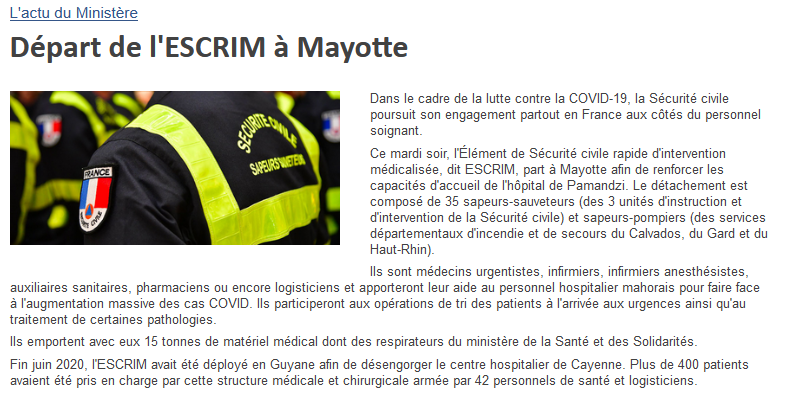 L'actu du Ministère
Départ de l'ESCRIM à Mayotte
FRANCE
SÉCURITÉ CIVILE
SAPEURS SAUVETEURS
Dans le cadre de la lutte contre la COVID-19, la Sécurité civile
poursuit son engagement partout en France aux côtés du personnel
soignant.
Ce mardi soir, l'Élément de Sécurité civile rapide d'intervention
médicalisée, dit ESCRIM, part à Mayotte afin de renforcer les
capacités d'accueil de l'hôpital de Pamandzi. Le détachement est
composé de 35 sapeurs-sauveteurs (des 3 unités d'instruction et
d'intervention de la Sécurité civile) et sapeurs-pompiers (des services
départementaux d'incendie et de secours du Calvados, du Gard et du
Haut-Rhin).
Ils sont médecins urgentistes, infirmiers, infirmiers anesthésistes,
auxiliaires sanitaires, pharmaciens ou encore logisticiens et apporteront leur aide au personnel hospitalier mahorais pour faire face
à l'augmentation massive des cas COVID. Ils participeront aux opérations de tri des patients à l'arrivée aux urgences ainsi qu'au
traitement de certaines pathologies.
Ils emportent avec eux 15 tonnes de matériel médical dont des respirateurs du ministère de la Santé et des Solidarités.
Fin juin 2020, l'ESCRIM avait été déployé en Guyane afin de désengorger le centre hospitalier de Cayenne. Plus de 400 patients
avaient été pris en charge par cette structure médicale et chirurgicale armée par 42 personnels de santé et logisticiens.